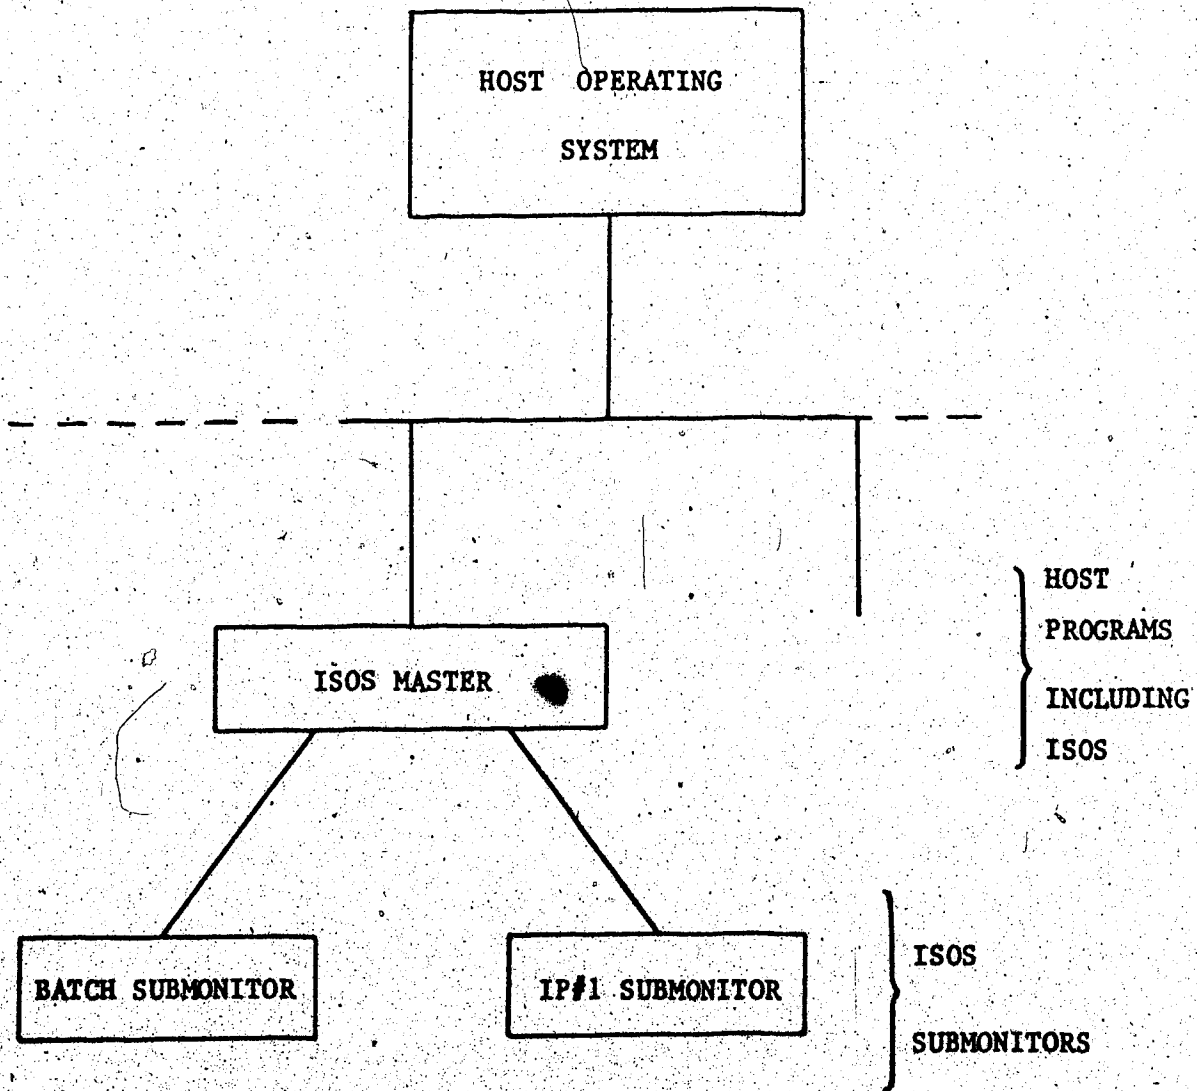 HOST OPERATING
SYSTEM
ISOS MASTER
HOST
PROGRAMS
INCLUDING
ISOS
BATCH SUBMONITOR
IP#1 SUBMONITOR
ISOS
SUBMONITORS